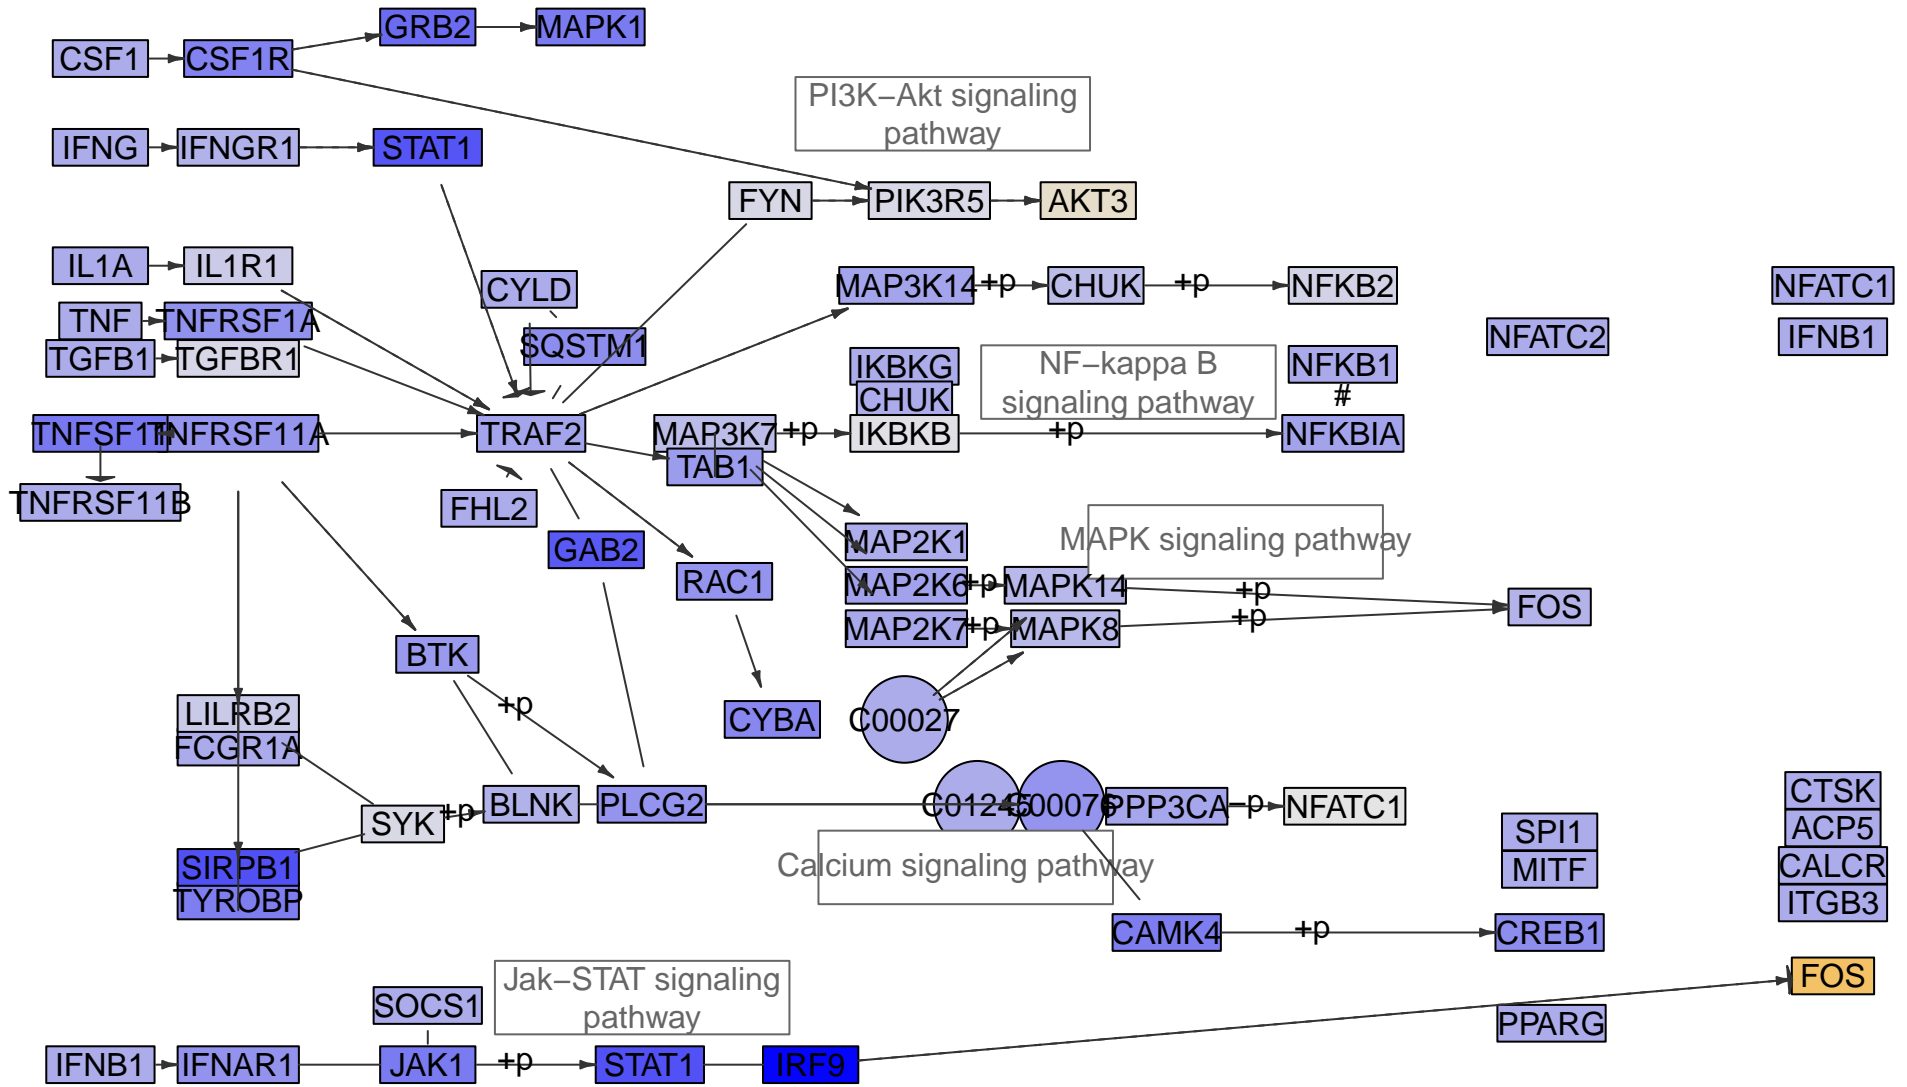 GRB2
MAPK1
CSF1
CSF1R
PI3K−Akt signaling
pathway
IFNG
IFNGR1
STAT1
FYN
PIK3R5
AKT3
IL1A
IL1R1
CYLD
MAP3K14
+p
CHUK
+p
NFKB2
NFATC1
TNF
TNFRSF1A
SQSTM1
NFATC2
IFNB1
TGFB1
TGFBR1
IKBKG
NF−kappa B
signaling pathway
NFKB1
#
CHUK
TNFRSF11A
TRAF2
MAP3K7
+p
IKBKB
+p
NFKBIA
TAB1
TNFRSF11B
FHL2
GAB2
MAP2K1
MAPK signaling pathway
RAC1
MAP2K6
+p
MAPK14
+p
FOS
MAP2K7
+p
MAPK8
+p
BTK
LILRB2
+p
CYBA
C00027
FCGR1A
SYK
+p
BLNK
PLCG2
C01245
C00076
PPP3CA
−p
NFATC1
CTSK
SPI1
ACP5
SIRPB1
Calcium signaling pathway
MITF
CALCR
TYROBP
ITGB3
CAMK4
+p
CREB1
Jak−STAT signaling
pathway
FOS
SOCS1
PPARG
IFNB1
IFNAR1
JAK1
+p
STAT1
IRF9